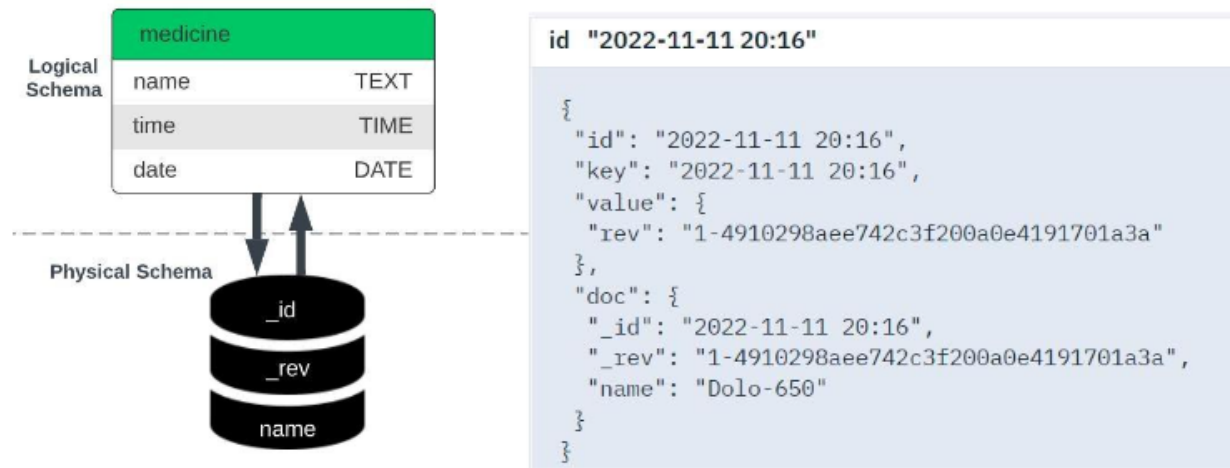 medicine
Logical
Schema
name TEXT
time TIME
date DATE
Physical Schema
_id
_rev
name
id "2022-11-11 20:16"
{
"id": "2022-11-11 20:16",
"key": "2022-11-11 20:16",
"value": {
"rev": "1-4910298aee742c3f200a0e4191701a3a"
},
"doc": {
"_id": "2022-11-11 20:16",
"_rev": "1-4910298aee742c3f200a0e4191701a3a",
"name": "Dolo-650"
}
}